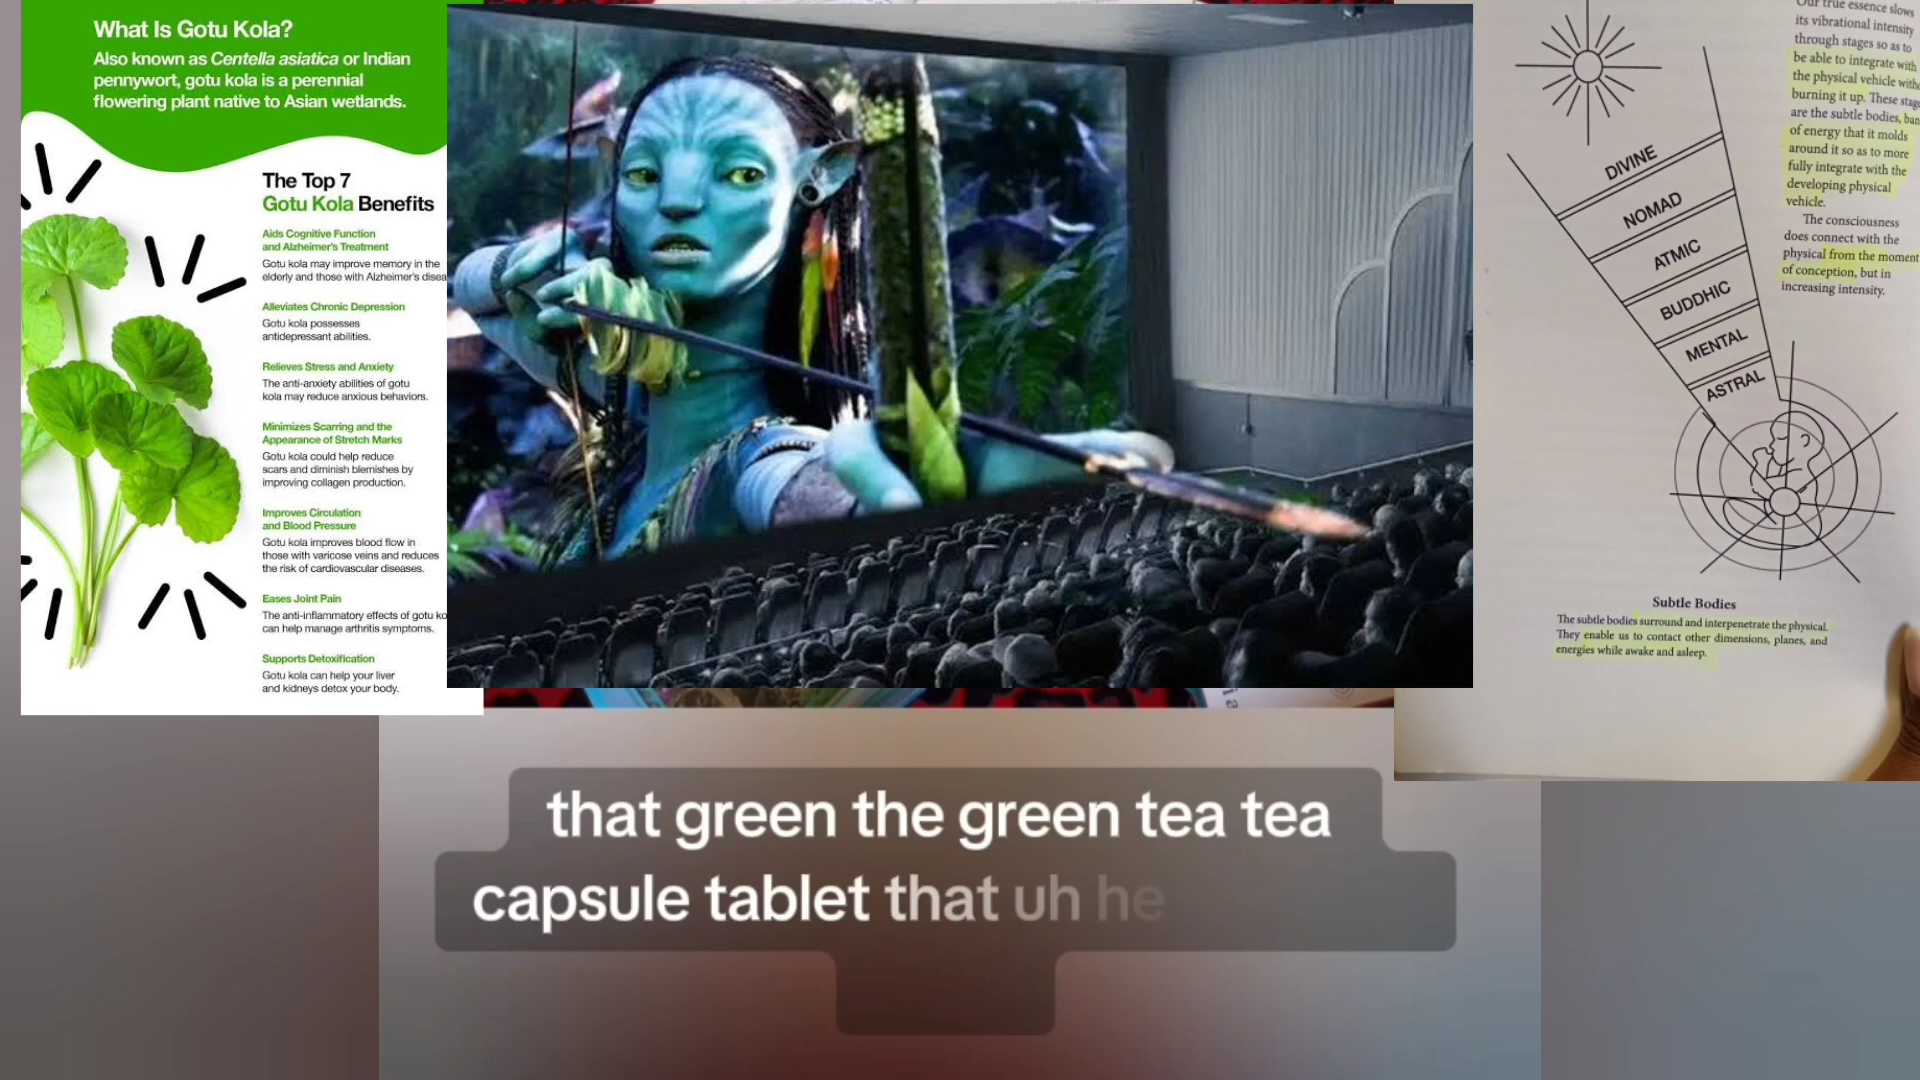 What Is Gotu Kola?
Also known as Centella asiatica or Indian
pennywort, gotu kola is a perennial
flowering plant native to Asian wetlands.
The Top 7
Gotu Kola Benefits
Aids Cognitive Function
and Alzheimer's Treatment
Gotu kola may improve memory in the
elderly and those with Alzheimer's
Alleviates Chronic Depression
Gotu kola possesses
antidepressant abilities.
Relieves Stress and Anxiety
The anti-anxiety abilities of gotu
kola may reduce anxious behaviors.
Minimizes Scarring and the
Appearance of Stretch Marks
Gotu kola could help reduce
scars and diminish blemishes by
improving collagen production.
Improves Circulation
and Blood Pressure
Gotu kola improves blood flow in
those with varicose veins and reduces
the risk of cardiovascular diseases.
Eases Joint Pain
The anti-inflammatory effects of gotu
can help manage arthritis symptoms.
Supports Detoxification
Gotu kola can help your liver
and kidneys detox your body.
Our true essence slows
its vibrational intensity
through stages so as to
be able to integrate with
the physical vehicle
burning it up. These
are the subtle bodies,
of energy that it molds
around it so as to more
fully integrate with the
developing physical
vehicle.
The consciousness
does connect with the
physical from the moment
of conception, but in
increasing intensity.
DIVINE
NOMAD
ATMIC
BUDDHIC
MENTAL
ASTRAL
Subtle Bodies
The subtle bodies surround and interpenetrate the physical.
They enable us to contact other dimensions, planes, and
energies while awake and asleep.
that green the green tea tea
capsule tablet that uh he